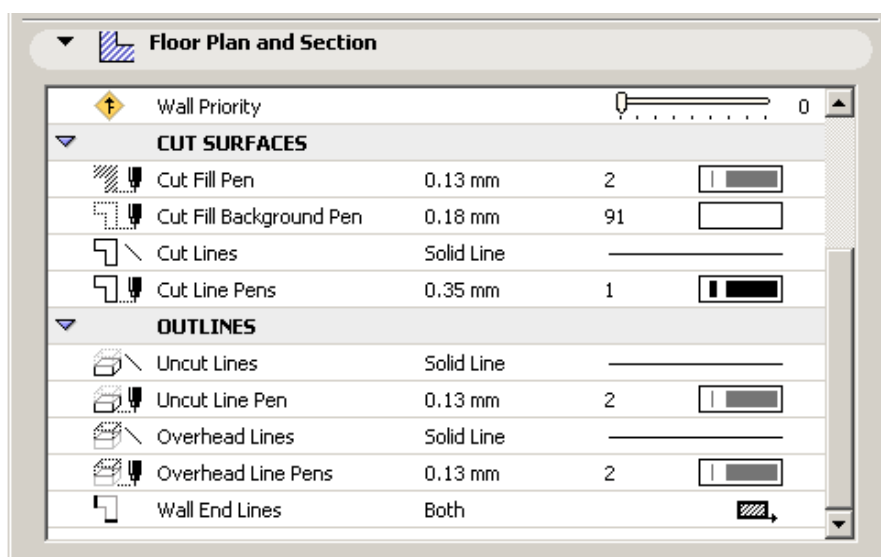 Floor Plan and Section
Wall Priority 0
CUT SURFACES
Cut Fill Pen 0.13 mm 2
Cut Fill Background Pen 0.18 mm 91
Cut Lines Solid Line
Cut Line Pens 0.35 mm 1
OUTLINES
Uncut Lines Solid Line
Uncut Line Pen 0.13 mm 2
Overhead Lines Solid Line
Overhead Line Pens 0.13 mm 2
Wall End Lines Both